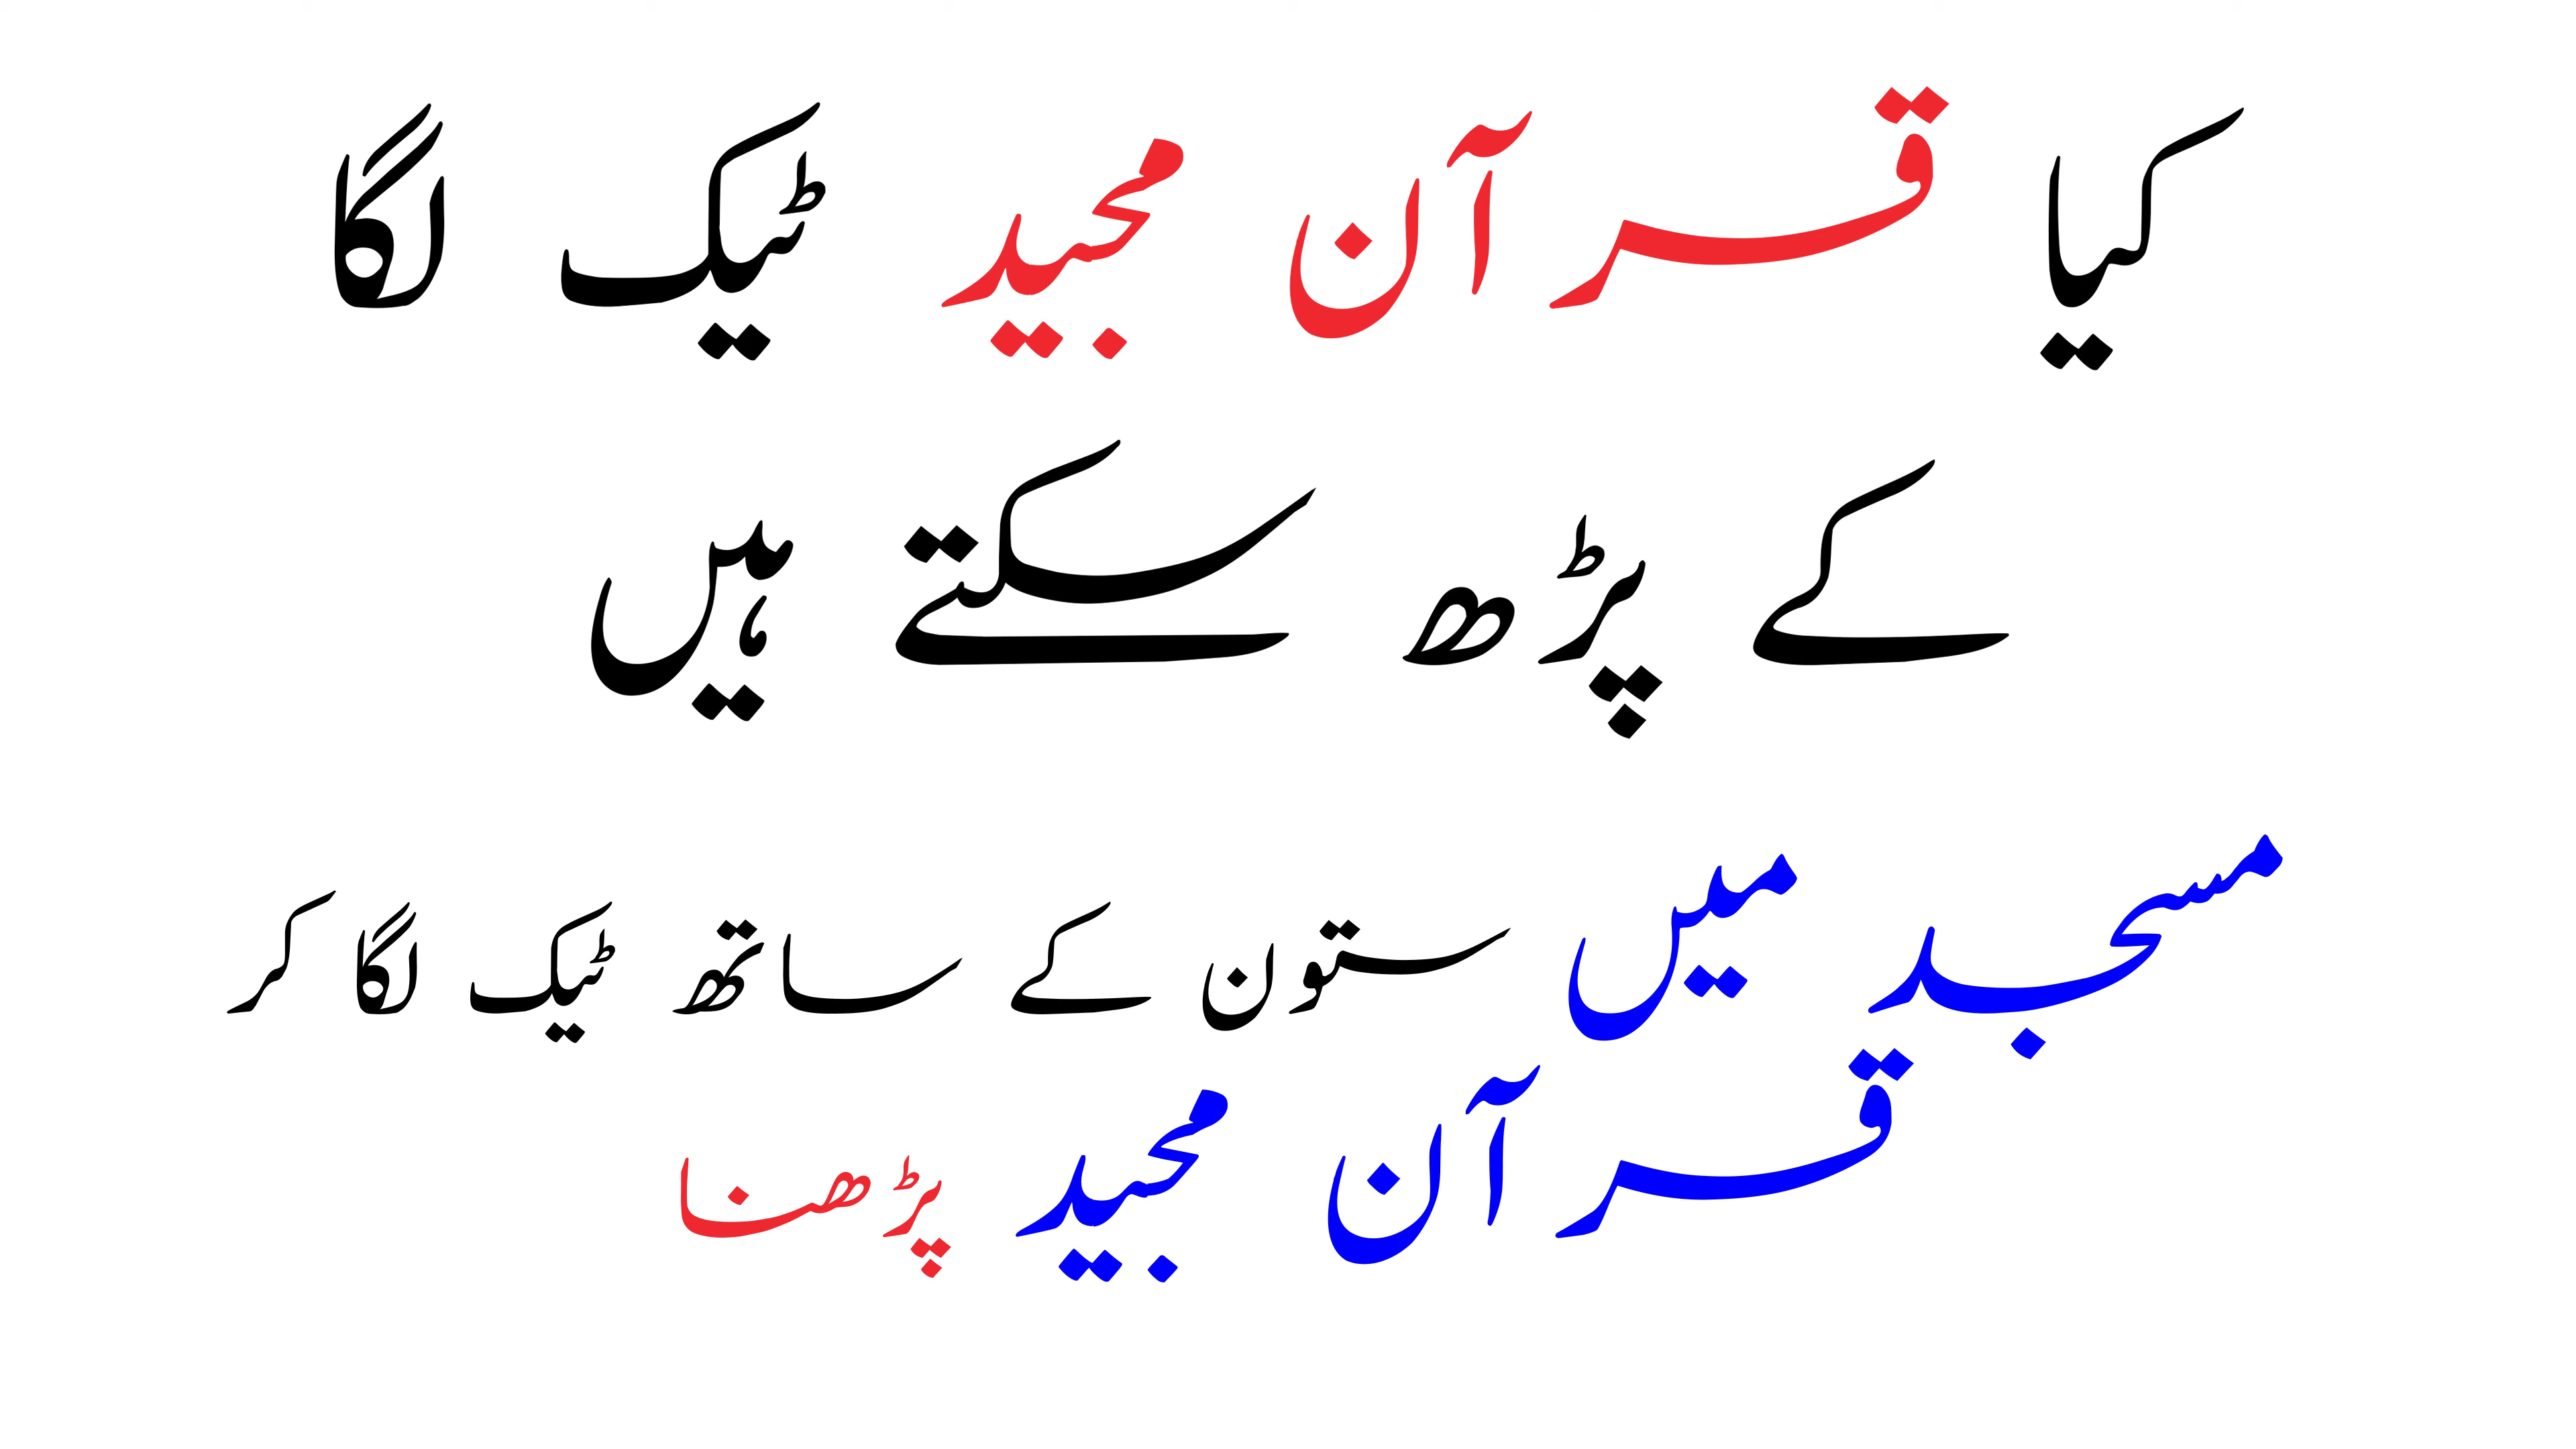 کیا قرآن مجید ٹیک لگا
کے پڑھ سکتے ہیں
مسجد میں ستون کے ساتھ ٹیک لگا کر
قرآن مجید پڑھنا